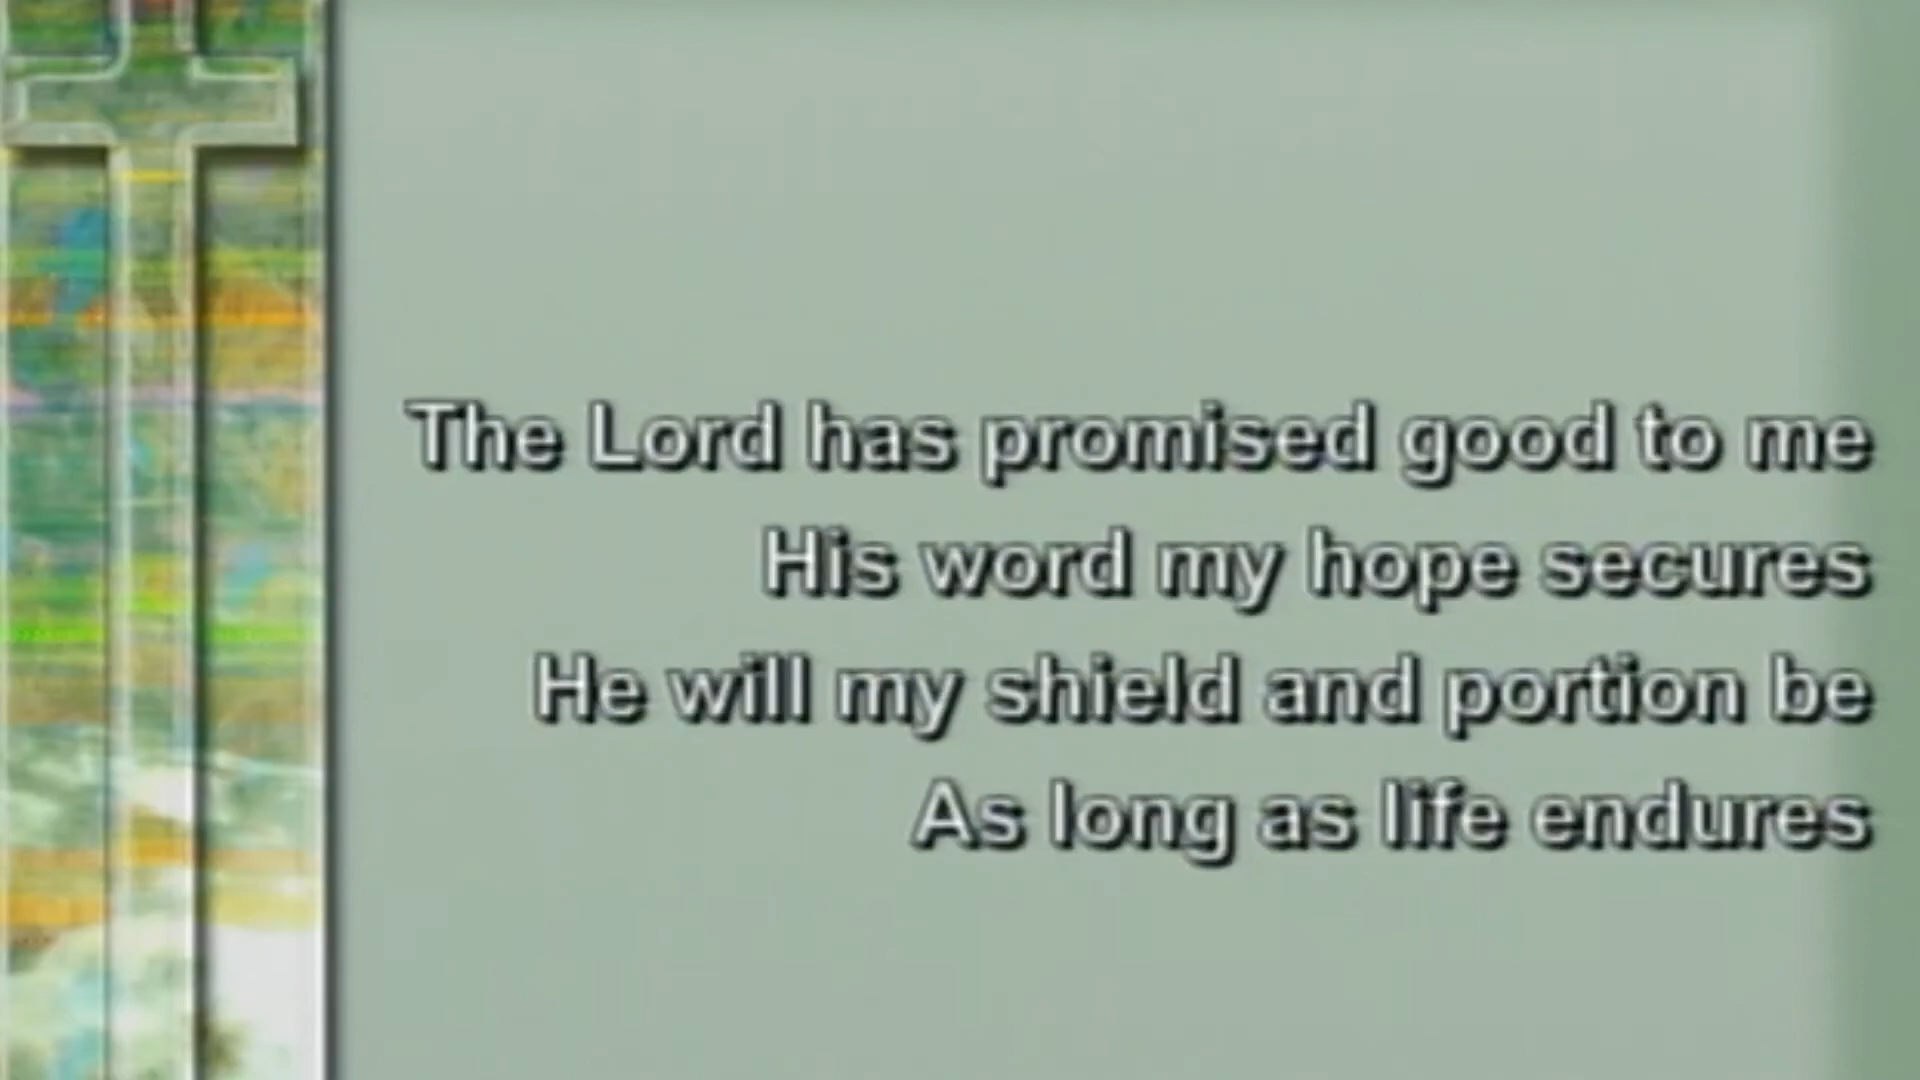 The Lord has promised good to me
His word my hope secures
He will my shield and portion be
As long as life endures